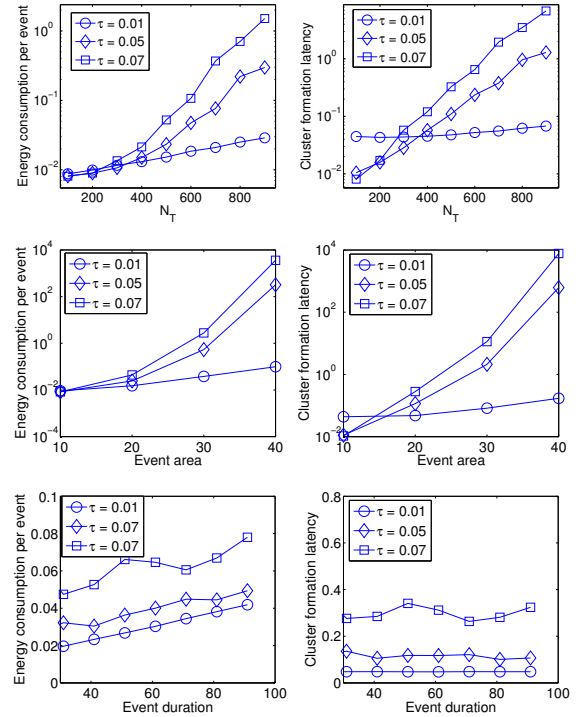 Energy consumption per event
10^0
10^-1
10^-2
τ = 0.01
τ = 0.05
τ = 0.07
200 400 600 800
N_T
Cluster formation latency
10^0
10^-1
10^-2
τ = 0.01
τ = 0.05
τ = 0.07
200 400 600 800
N_T
Energy consumption per event
10^4
10^2
10^0
10^-2
10^-4
τ = 0.01
τ = 0.05
τ = 0.07
10 20 30 40
Event area
Cluster formation latency
10^4
10^2
10^0
10^-2
τ = 0.01
τ = 0.05
τ = 0.07
10 20 30 40
Event area
Energy consumption per event
0.1
0.08
0.06
0.04
0.02
0
τ = 0.01
τ = 0.07
τ = 0.07
40 60 80 100
Event duration
Cluster formation latency
0.8
0.6
0.4
0.2
0
τ = 0.01
τ = 0.05
τ = 0.07
40 60 80 100
Event duration